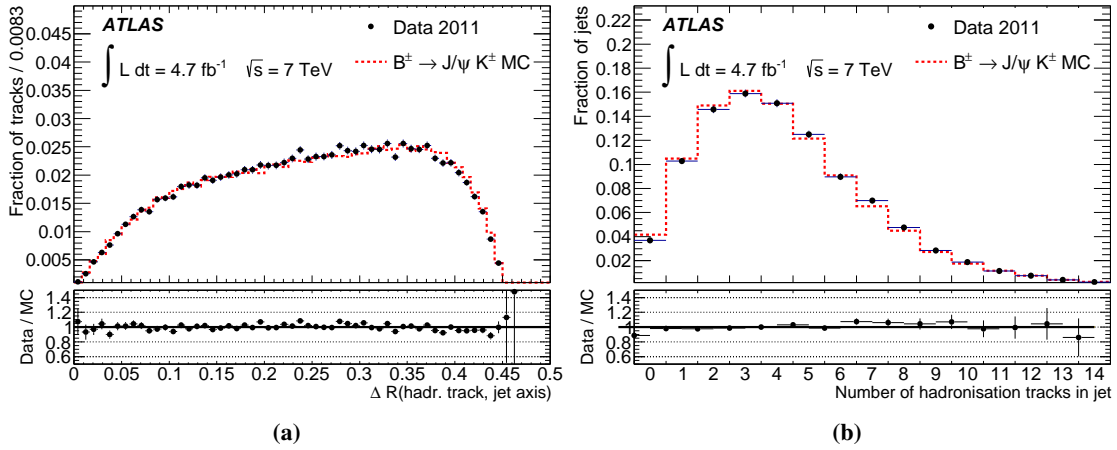 ATLAS
Data 2011
∫ L dt = 4.7 fb⁻¹ √s = 7 TeV
B± → J/ψ K± MC
Fraction of tracks / 0.0083
0.045
0.04
0.035
0.03
0.025
0.02
0.015
0.01
0.005
Data / MC
1.4
1.2
1
0.8
0.6
0 0.05 0.1 0.15 0.2 0.25 0.3 0.35 0.4 0.45 0.5
Δ R(hadr. track, jet axis)
(a)
ATLAS
Data 2011
∫ L dt = 4.7 fb⁻¹ √s = 7 TeV
B± → J/ψ K± MC
Fraction of jets
0.22
0.2
0.18
0.16
0.14
0.12
0.1
0.08
0.06
0.04
0.02
Data / MC
1.4
1.2
1
0.8
0.6
0 1 2 3 4 5 6 7 8 9 10 11 12 13 14
Number of hadronisation tracks in jet
(b)